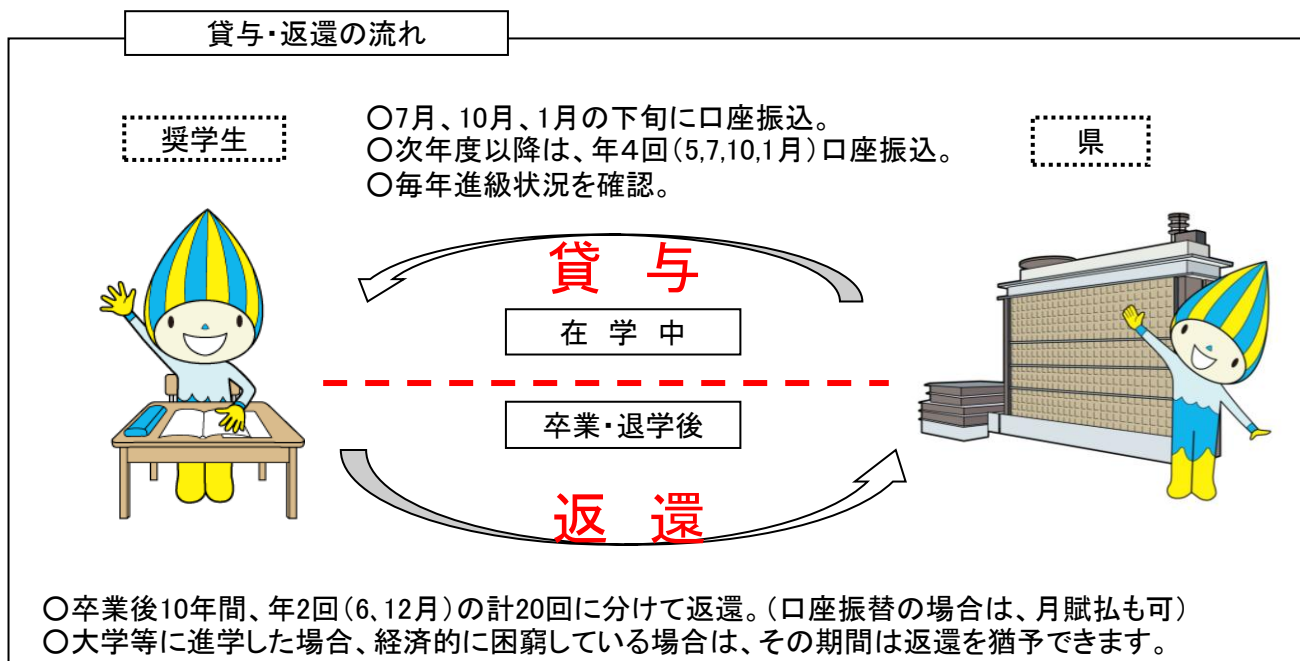 貸与・返還の流れ
奨学生
○7月、10月、1月の下旬に口座振込。
○次年度以降は、年4回(5,7,10,1月)口座振込。
○毎年進級状況を確認。
県
貸 与
在 学 中
卒業・退学後
返 還
○卒業後10年間、年2回(6、12月)の計20回に分けて返還。(口座振替の場合は、月賦払も可)
○大学等に進学した場合、経済的に困窮している場合は、その期間は返還を猶予できます。